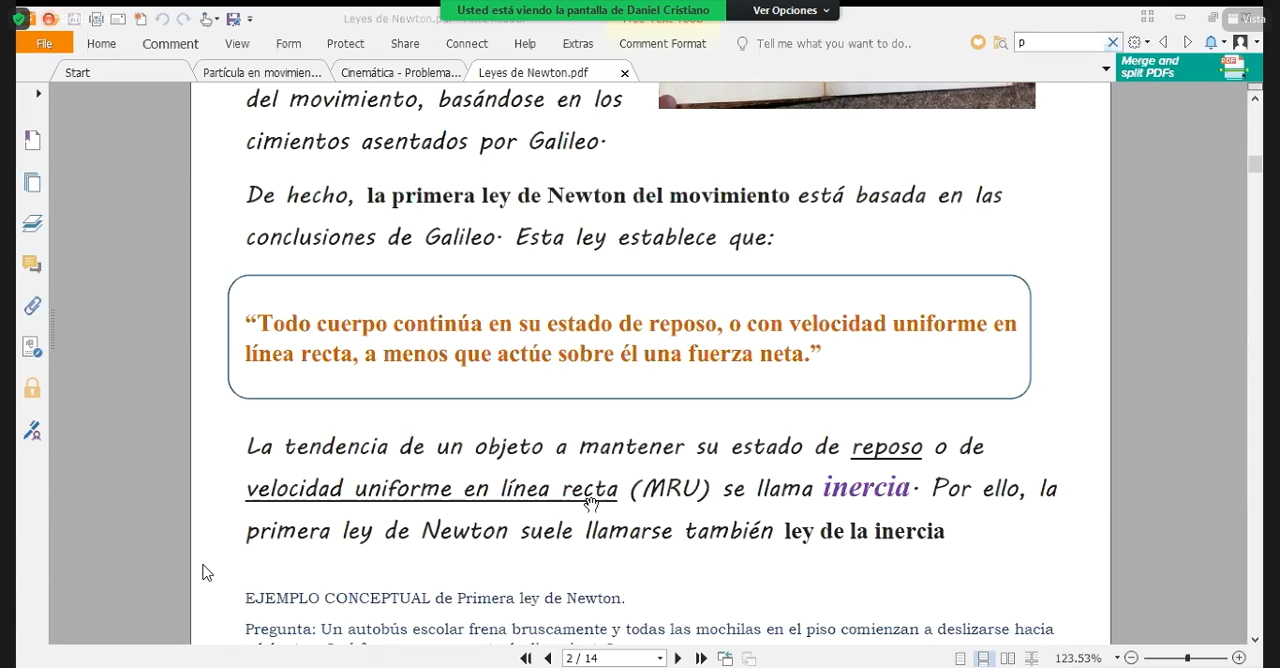 Usted está viendo la pantalla de Daniel Cristiano
Ver Opciones
Leyes de Newton.pdf
Vista
File Home Comment View Form Protect Share Connect Help Extras Comment Format Tell me what you want to do.. p
Start Partícula en movimien... Cinemática - Problema... Leyes de Newton.pdf
Merge and
split PDFs
del movimiento, basándose en los
cimientos asentados por Galileo.
De hecho, la primera ley de Newton del movimiento está basada en las
conclusiones de Galileo. Esta ley establece que:
“Todo cuerpo continúa en su estado de reposo, o con velocidad uniforme en
línea recta, a menos que actúe sobre él una fuerza neta.”
La tendencia de un objeto a mantener su estado de reposo o de
velocidad uniforme en línea recta (MRU) se llama inercia. Por ello, la
primera ley de Newton suele llamarse también ley de la inercia
EJEMPLO CONCEPTUAL de Primera ley de Newton.
Pregunta: Un autobús escolar frena bruscamente y todas las mochilas en el piso comienzan a deslizarse hacia
2 / 14
123.53%